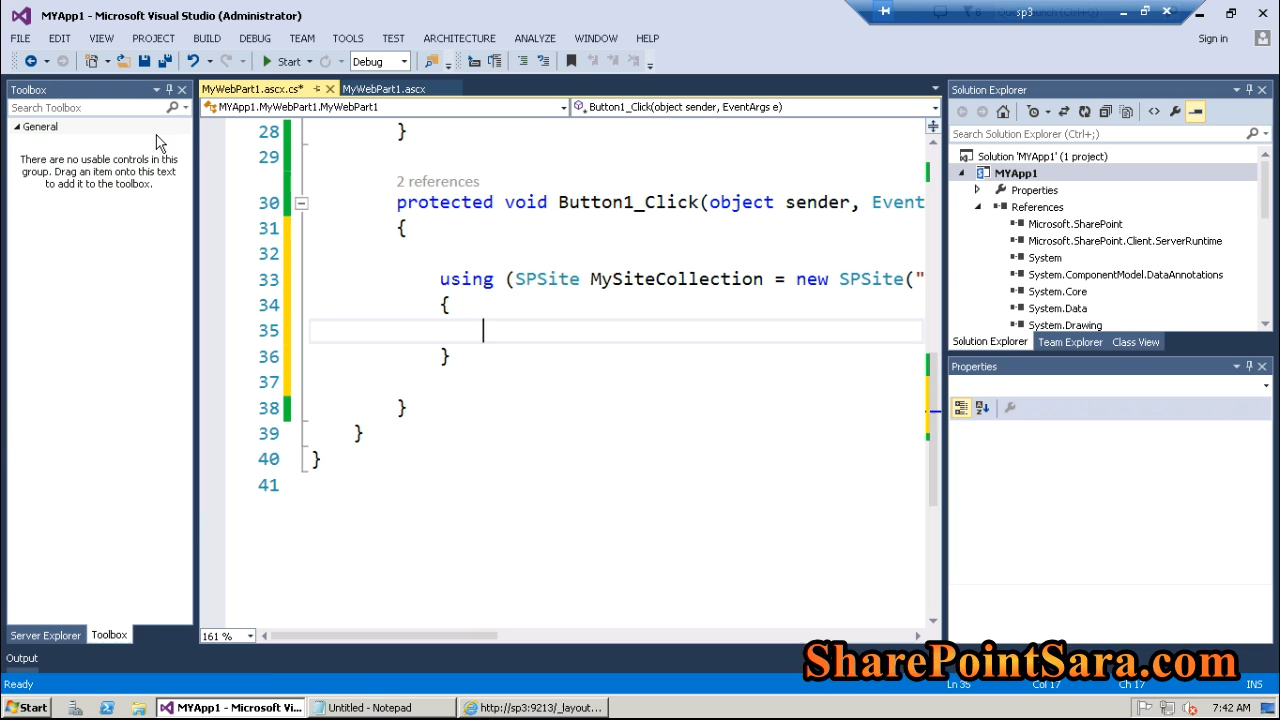 MYApp1 - Microsoft Visual Studio (Administrator)
sp3
FILE EDIT VIEW PROJECT BUILD DEBUG TEAM TOOLS TEST ARCHITECTURE ANALYZE WINDOW HELP
Sign in
Start Debug
Toolbox
Search Toolbox
General
There are no usable controls in this
group. Drag an item onto this text
to add it to the toolbox.
Server Explorer Toolbox
MyWebPart1.ascx.cs* MyWebPart1.ascx
MYApp1.MyWebPart1.MyWebPart1 Button1_Click(object sender, EventArgs e)
28 }
29
2 references
30 protected void Button1_Click(object sender, Event
31 {
32
33 using (SPSite MySiteCollection = new SPSite("
34 {
35
36 }
37
38 }
39 }
40 }
41
161 %
Solution Explorer
Search Solution Explorer (Ctrl+;)
Solution 'MYApp1' (1 project)
MYApp1
Properties
References
Microsoft.SharePoint
Microsoft.SharePoint.Client.ServerRuntime
System
System.ComponentModel.DataAnnotations
System.Core
System.Data
System.Drawing
Solution Explorer Team Explorer Class View
Properties
Output
SharePointSara.com
Ready Ln 35 Col 17 Ch 17 INS
Start MYApp1 - Microsoft Vi... Untitled - Notepad http://sp3:9213/_layout... 7:42 AM